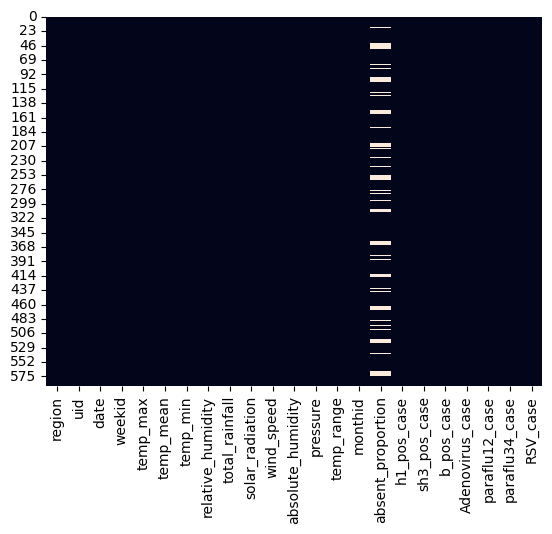 0
23
46
69
92
115
138
161
184
207
230
253
276
299
322
345
368
391
414
437
460
483
506
529
552
575
region
uid
date
weekid
temp_max
temp_mean
temp_min
relative_humidity
total_rainfall
solar_radiation
wind_speed
absolute_humidity
pressure
temp_range
monthid
absent_proportion
h1_pos_case
sh3_pos_case
b_pos_case
Adenovirus_case
paraflu12_case
paraflu34_case
RSV_case